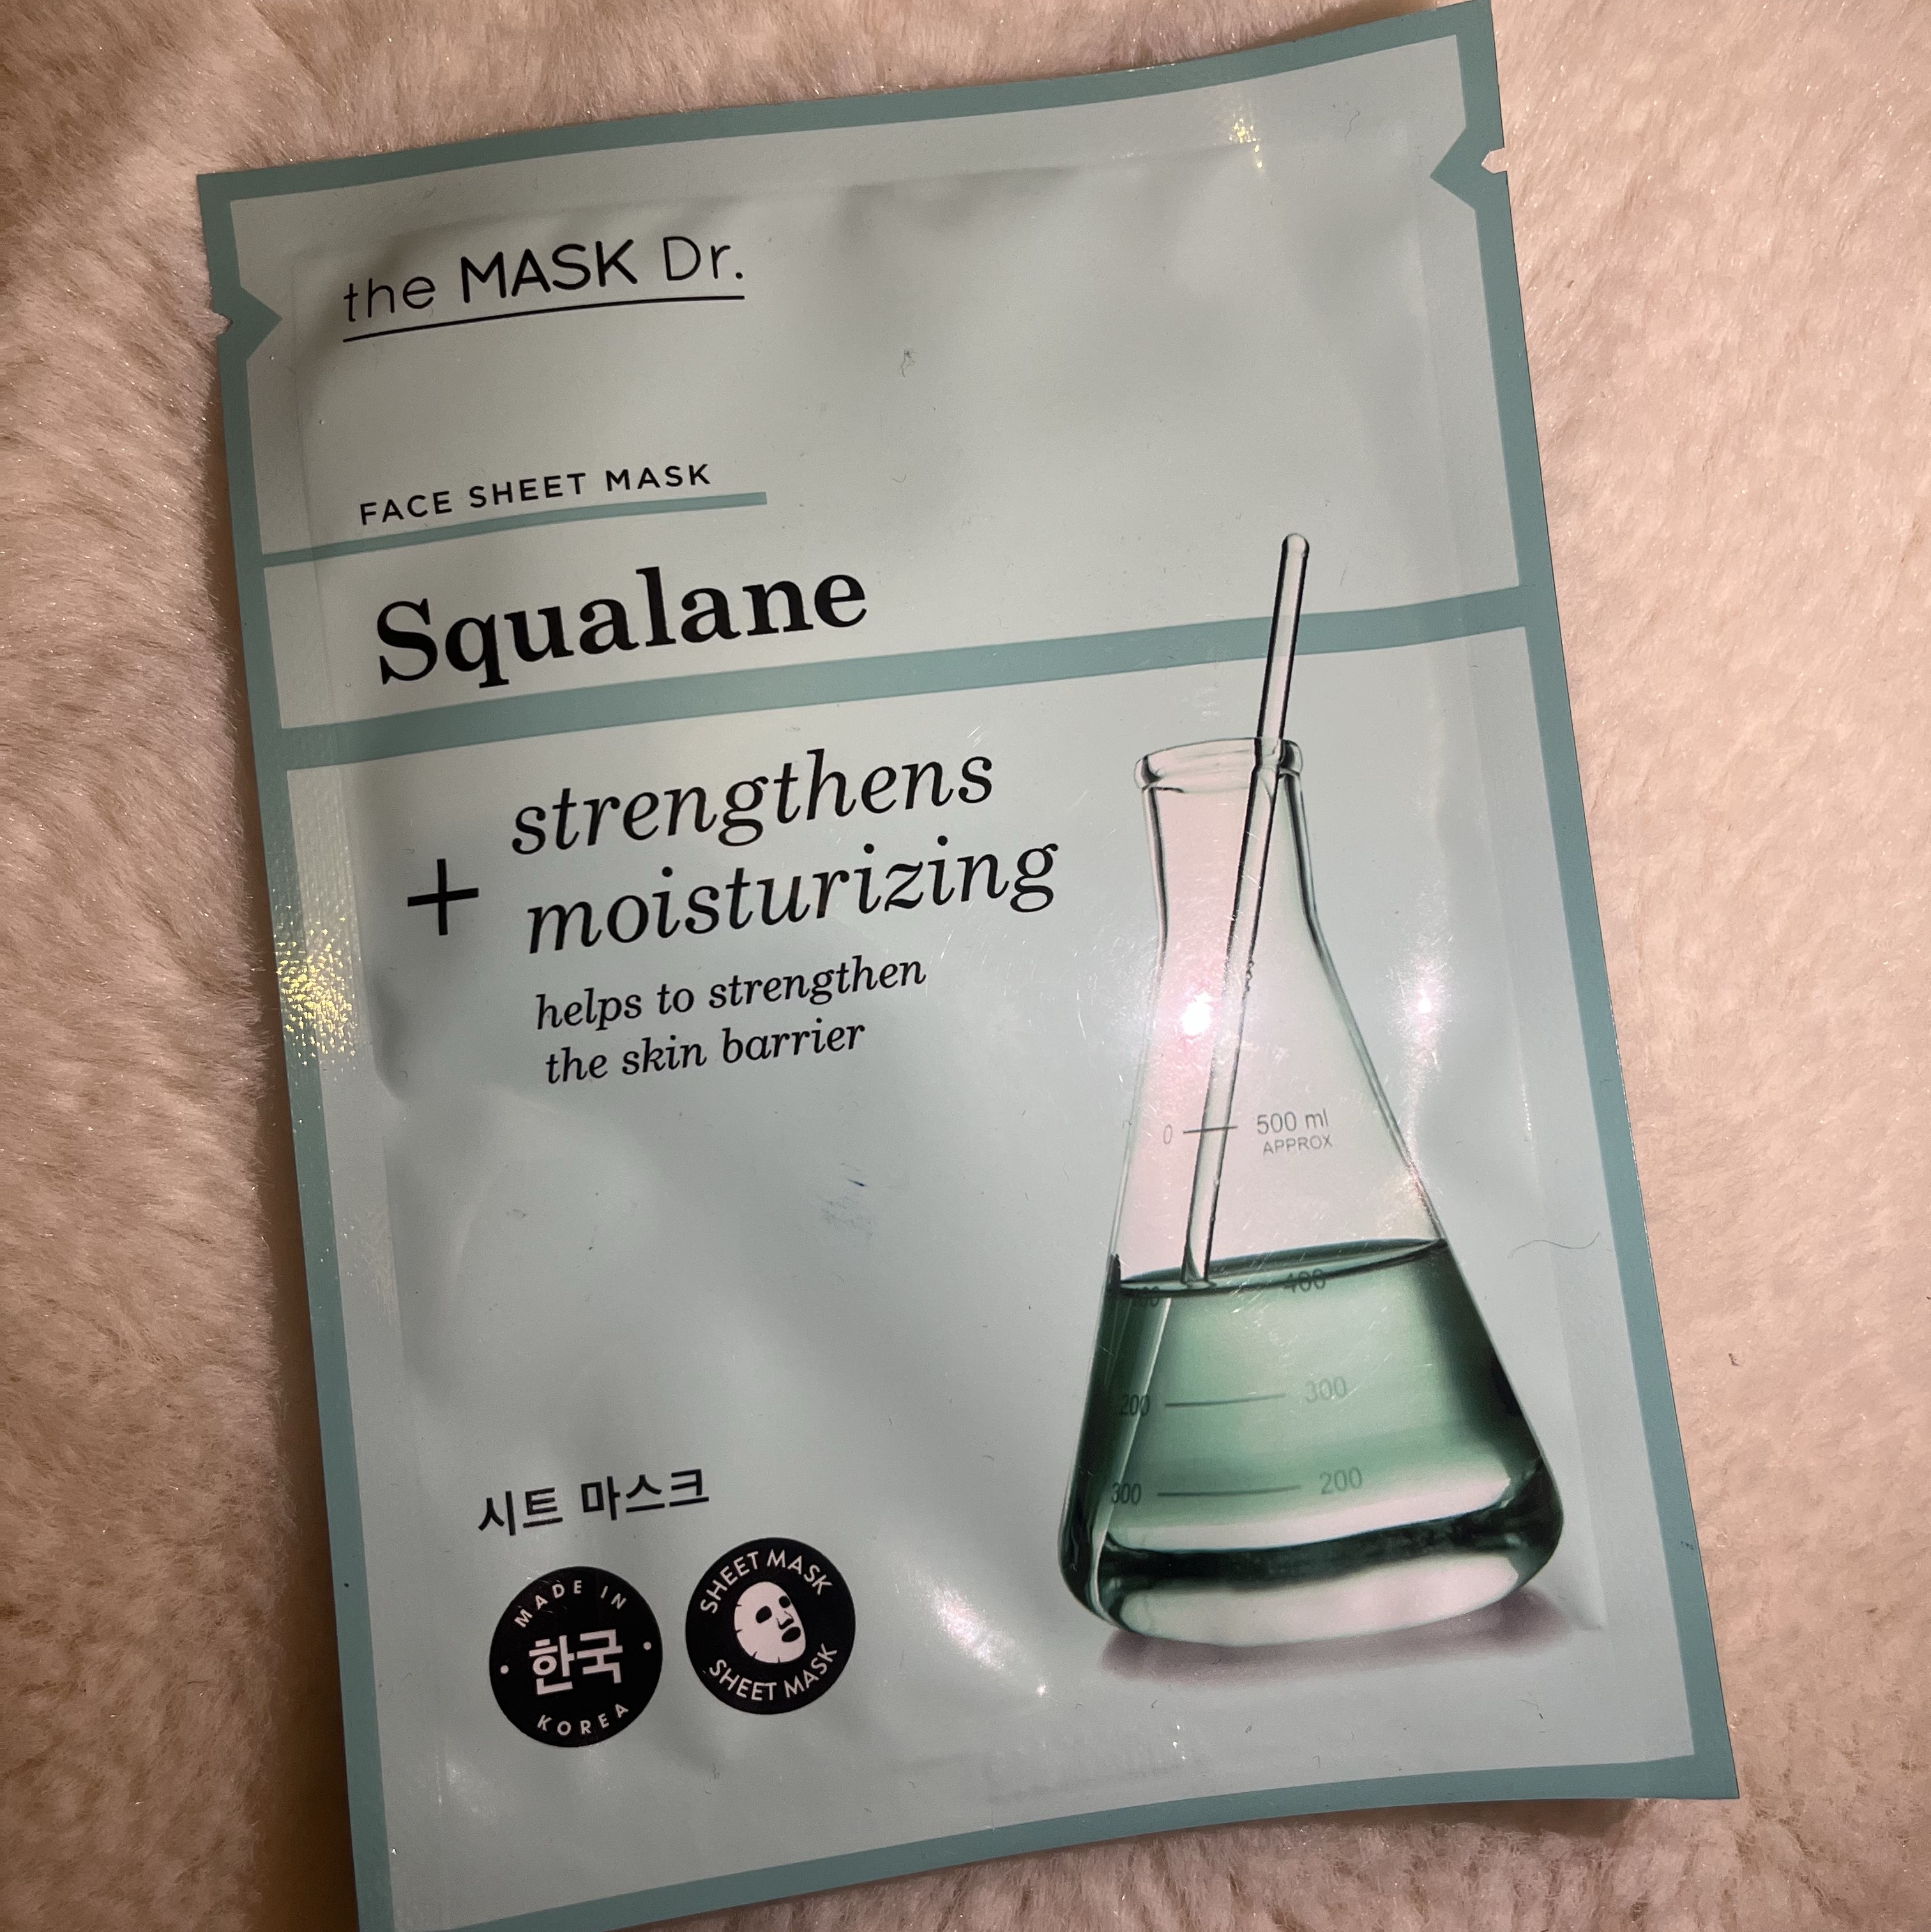 the MASK Dr.
FACE SHEET MASK
Squalane
+
strengthens
moisturizing
helps to strengthen
the skin barrier
0 500 ml
APPROX
400
200 300
300 200
시트 마스크
MADE IN
한국
KOREA
SHEET MASK
SHEET MASK